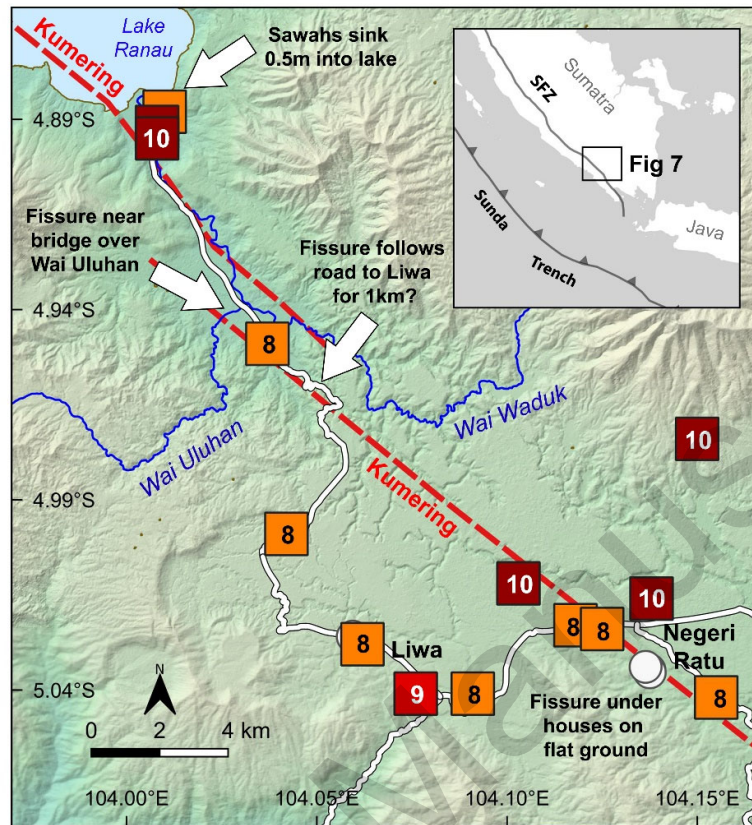 Lake
Ranau
Kumering
Sawahs sink
0.5m into lake
4.89°S
10
Fissure near
bridge over
Wai Uluhan
Fissure follows
road to Liwa
for 1km?
SFZ
Sumatra
Fig 7
Sunda
Trench
Java
4.94°S
8
Wai Uluhan
Wai Waduk
10
4.99°S
Kumering
8
10
10
8
8
8
Liwa
Negeri
Ratu
5.04°S
9
8
8
N
0 2 4 km
Fissure under
houses on
flat ground
104.00°E
104.05°E
104.10°E
104.15°E
Manus